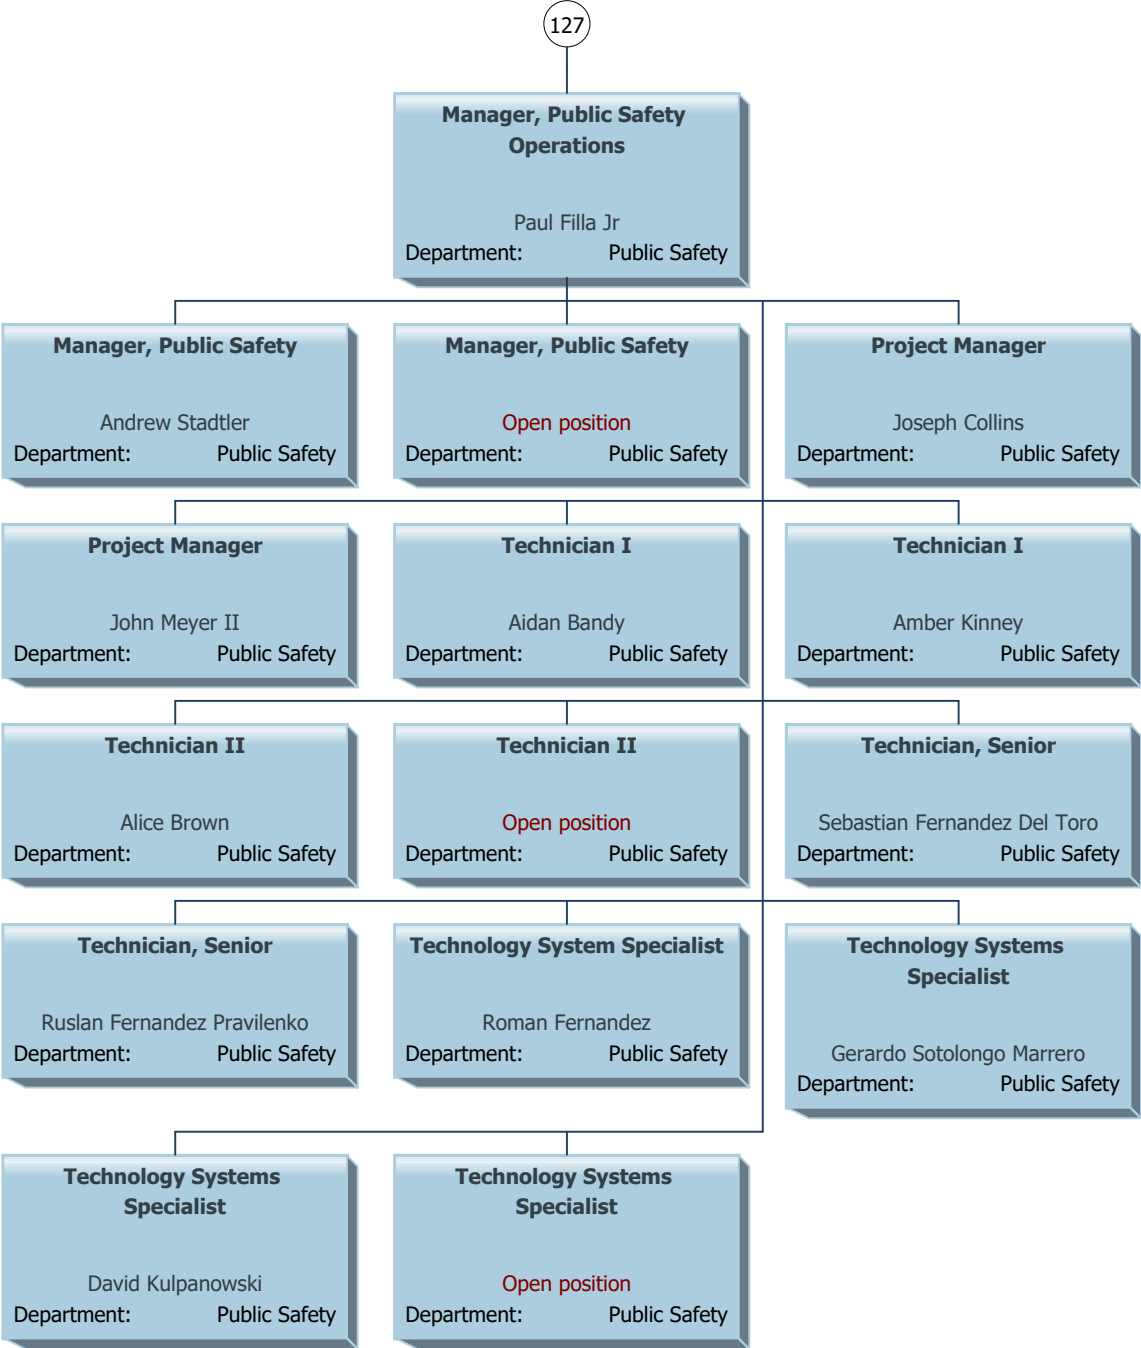 127
Manager, Public Safety
Operations
Paul Filla Jr
Department: Public Safety
Manager, Public Safety
Andrew Stadtler
Department: Public Safety
Manager, Public Safety
Open position
Department: Public Safety
Project Manager
Joseph Collins
Department: Public Safety
Project Manager
John Meyer II
Department: Public Safety
Technician I
Aidan Bandy
Department: Public Safety
Technician I
Amber Kinney
Department: Public Safety
Technician II
Alice Brown
Department: Public Safety
Technician II
Open position
Department: Public Safety
Technician, Senior
Sebastian Fernandez Del Toro
Department: Public Safety
Technician, Senior
Ruslan Fernandez Pravilenko
Department: Public Safety
Technology System Specialist
Roman Fernandez
Department: Public Safety
Technology Systems
Specialist
Gerardo Sotolongo Marrero
Department: Public Safety
Technology Systems
Specialist
David Kulpanowski
Department: Public Safety
Technology Systems
Specialist
Open position
Department: Public Safety